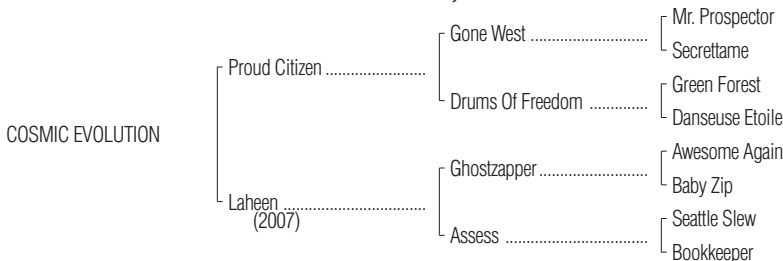 Mr. Prospector
Gone West ..............................
Secrettame
Proud Citizen .........................
Green Forest
Drums Of Freedom ...............
Danseuse Etoile
COSMIC EVOLUTION
Awesome Again
Ghostzapper...........................
Baby Zip
Laheen ....................................
(2007)
Seattle Slew
Assess ....................................
Bookkeeper